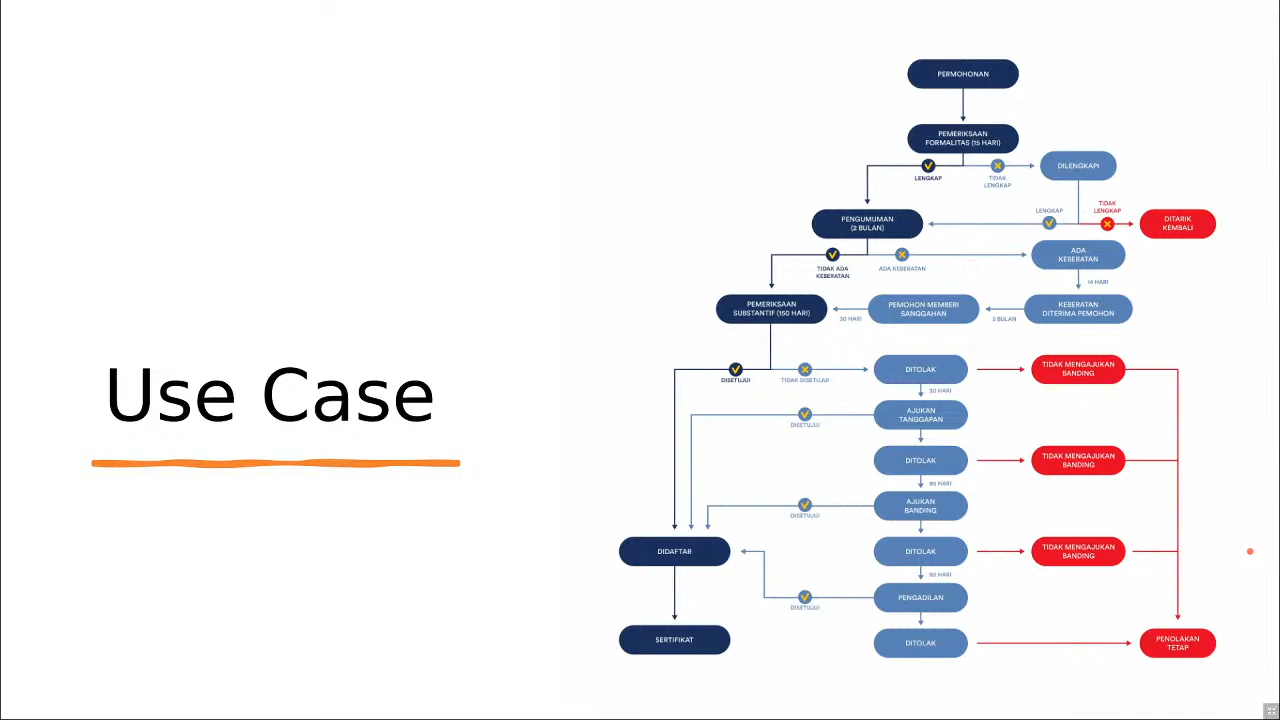 PERMOHONAN
PEMERIKSAAN
FORMALITAS (15 HARI)
LENGKAP
TIDAK
LENGKAP
DILENGKAPI
PENGUMUMAN
(2 BULAN)
LENGKAP
TIDAK
LENGKAP
DITARIK
KEMBALI
TIDAK ADA
KEBERATAN
ADA KEBERATAN
ADA
KEBERATAN
14 HARI
PEMERIKSAAN
SUBSTANTIF (150 HARI)
30 HARI
PEMOHON MEMBERI
SANGGAHAN
2 BULAN
KEBERATAN
DITERIMA PEMOHON
DISETUJUI
TIDAK DISETUJUI
DITOLAK
TIDAK MENGAJUKAN
BANDING
30 HARI
Use Case
DISETUJUI
AJUKAN
TANGGAPAN
DITOLAK
TIDAK MENGAJUKAN
BANDING
90 HARI
DISETUJUI
AJUKAN
BANDING
DIDAFTAR
DITOLAK
TIDAK MENGAJUKAN
BANDING
90 HARI
DISETUJUI
PENGADILAN
SERTIFIKAT
DITOLAK
PENOLAKAN
TETAP